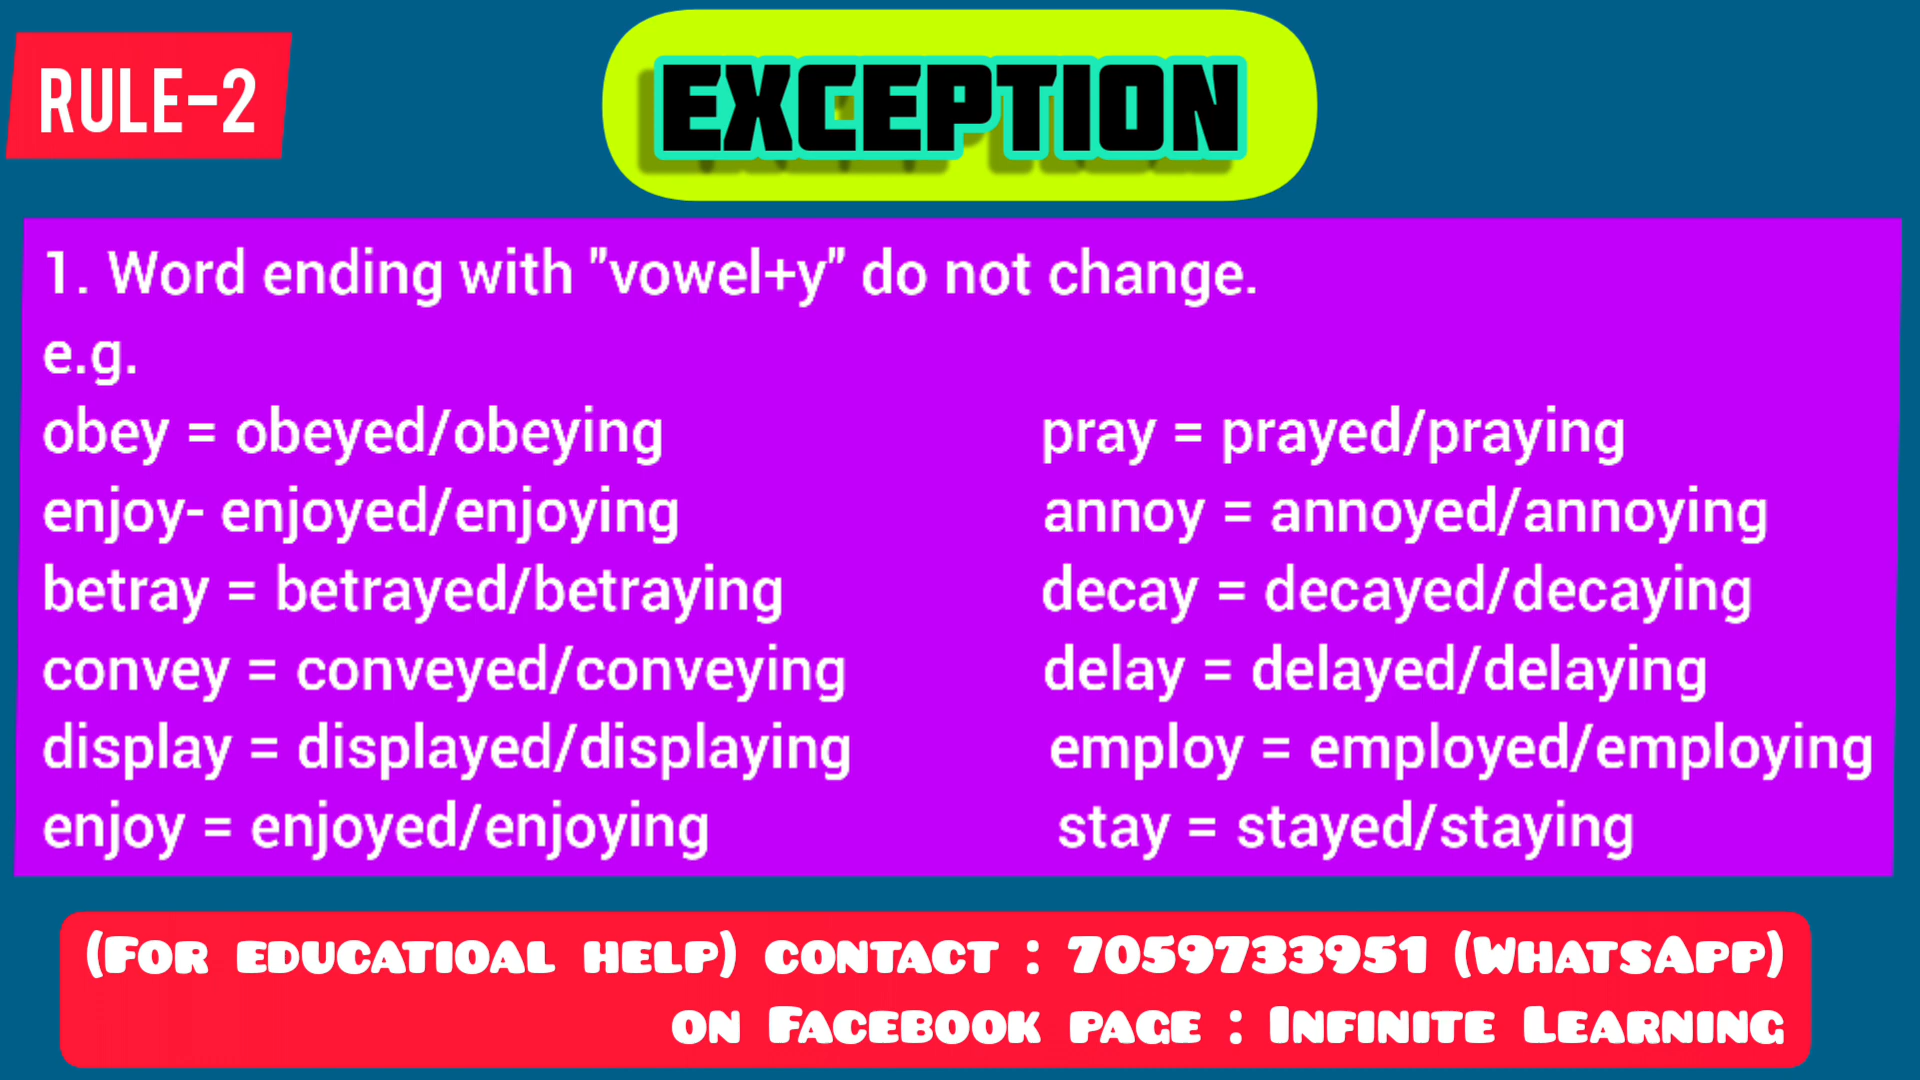 RULE-2
EXCEPTION
1. Word ending with "vowel+y" do not change.
e.g.
obey = obeyed/obeying
enjoy- enjoyed/enjoying
betray = betrayed/betraying
convey = conveyed/conveying
display = displayed/displaying
enjoy = enjoyed/enjoying
pray = prayed/praying
annoy = annoyed/annoying
decay = decayed/decaying
delay = delayed/delaying
employ = employed/employing
stay = stayed/staying
(For educatioal help) contact : 7059733951 (WhatsApp)
on Facebook page : Infinite Learning